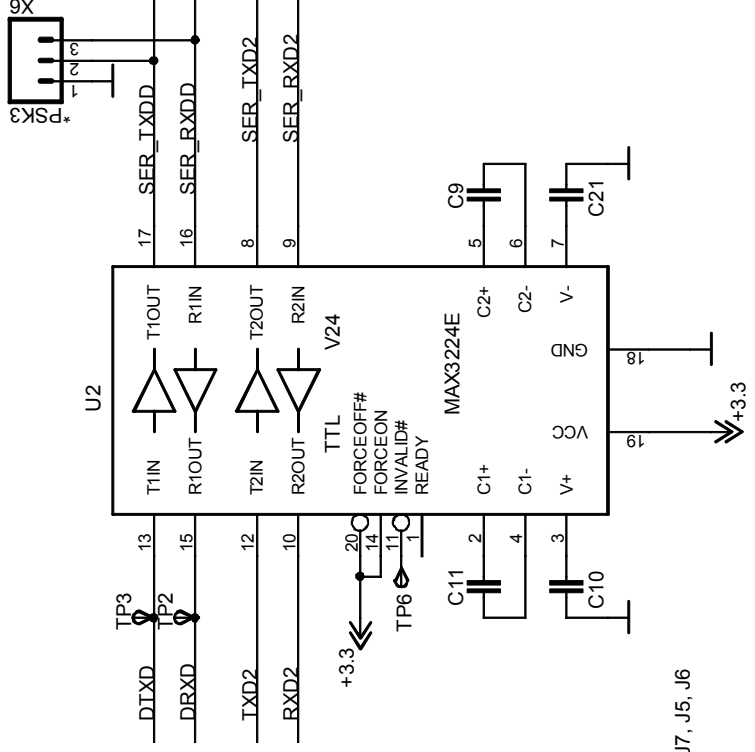 X6
3
2
1
*PSK3
SER_TXDD
SER_RXDD
SER_TXD2
SER_RXD2
17
16
8
9
C9
C21
5
6
7
U2
T1OUT
R1IN
T2OUT
R2IN
V24
C2+
C2-
V-
MAX3224E
GND
18
VCC
19
+3.3
TTL
T1IN
R1OUT
T2IN
R2OUT
FORCEOFF#
FORCEON
INVALID#
READY
C1+
C1-
V+
13
15
12
10
20
14
11
1
2
4
3
TP3
TP2
TP6
C11
C10
+3.3
DTXD
DRXD
TXD2
RXD2
J7, J5, J6